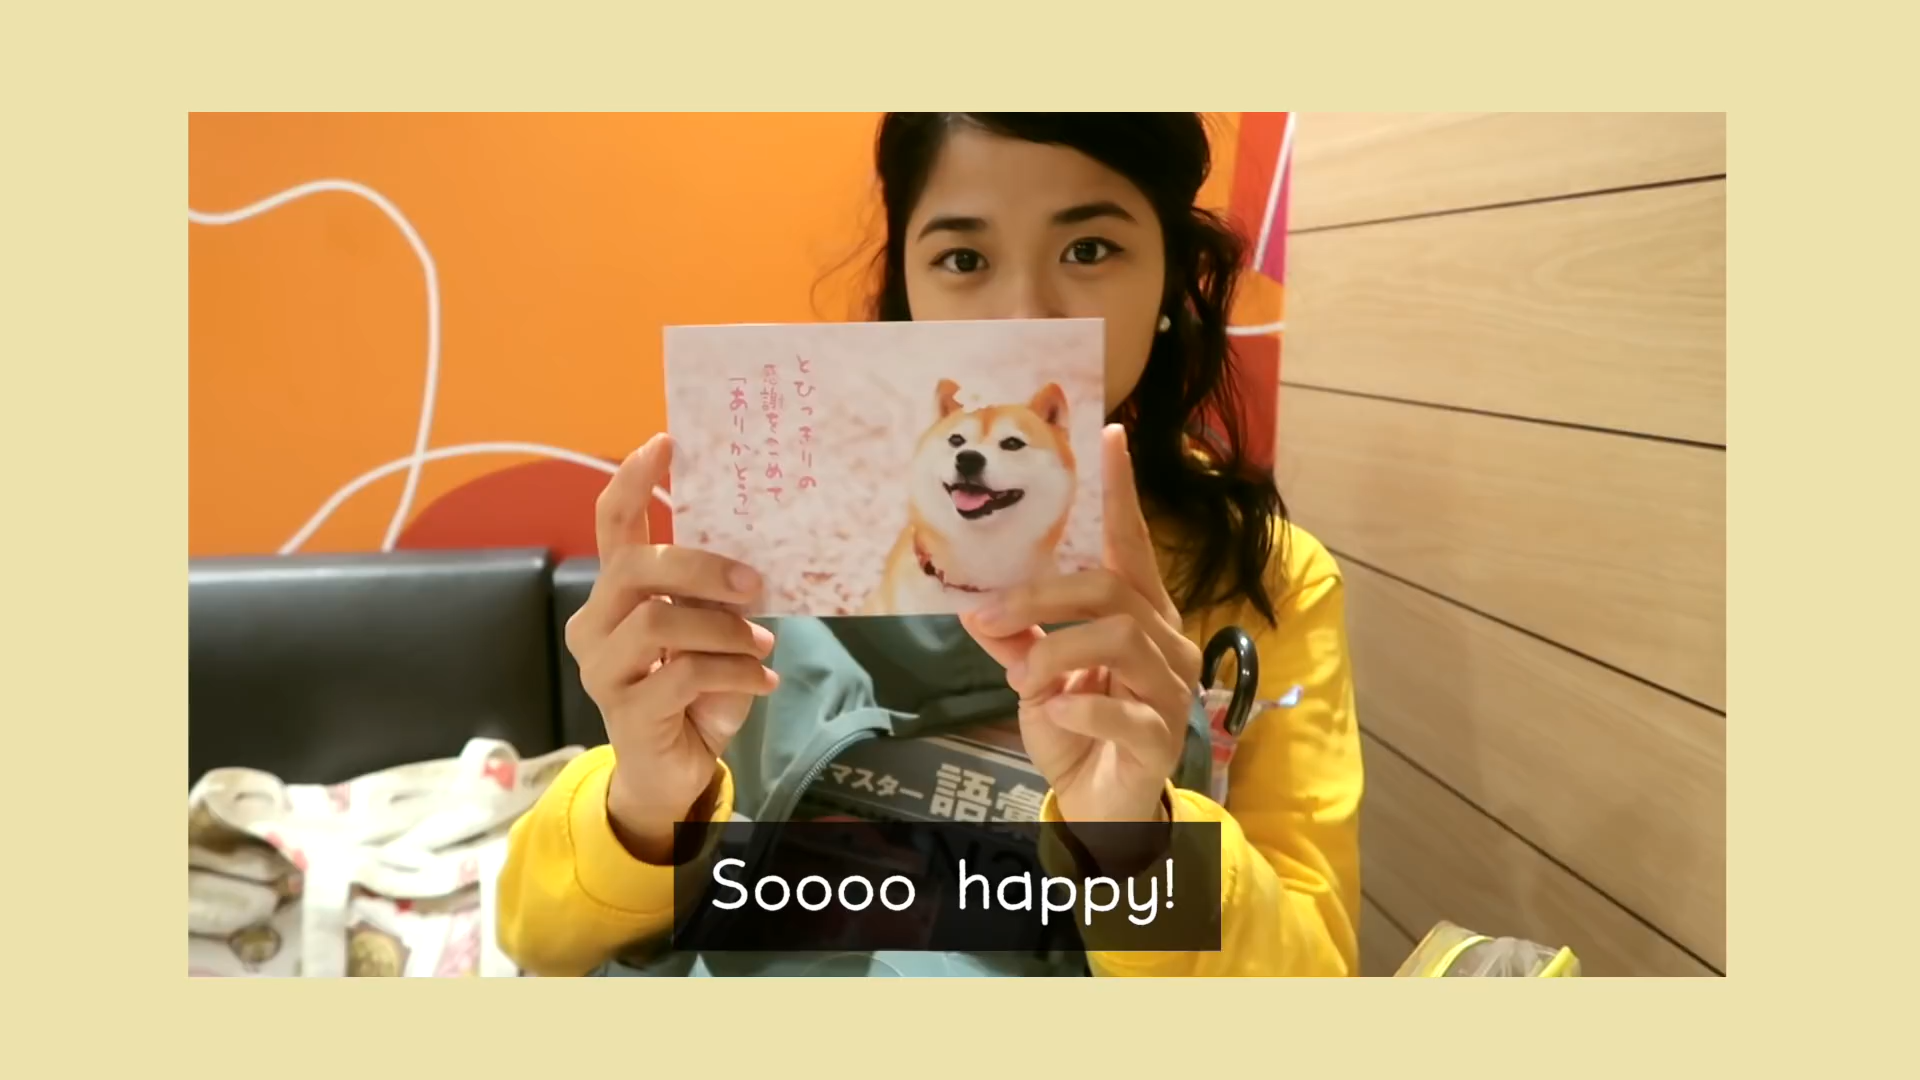 とびっきりの
感謝をこめて
「ありがとう」。
マスター 語彙
Soooo happy!